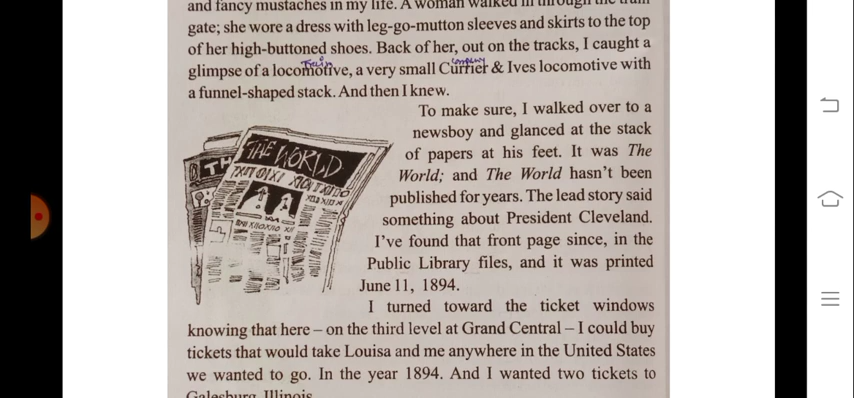 and fancy mustaches in my life. A woman walked in through the train
gate; she wore a dress with leg-go-mutton sleeves and skirts to the top
of her high-buttoned shoes. Back of her, out on the tracks, I caught a
Train company
glimpse of a locomotive, a very small Currier & Ives locomotive with
a funnel-shaped stack. And then I knew.
To make sure, I walked over to a
newsboy and glanced at the stack
of papers at his feet. It was The
World; and The World hasn't been
published for years. The lead story said
something about President Cleveland.
I've found that front page since, in the
Public Library files, and it was printed
June 11, 1894.
TH
THE WORLD
I turned toward the ticket windows
knowing that here – on the third level at Grand Central – I could buy
tickets that would take Louisa and me anywhere in the United States
we wanted to go. In the year 1894. And I wanted two tickets to
Galesburg, Illinois.